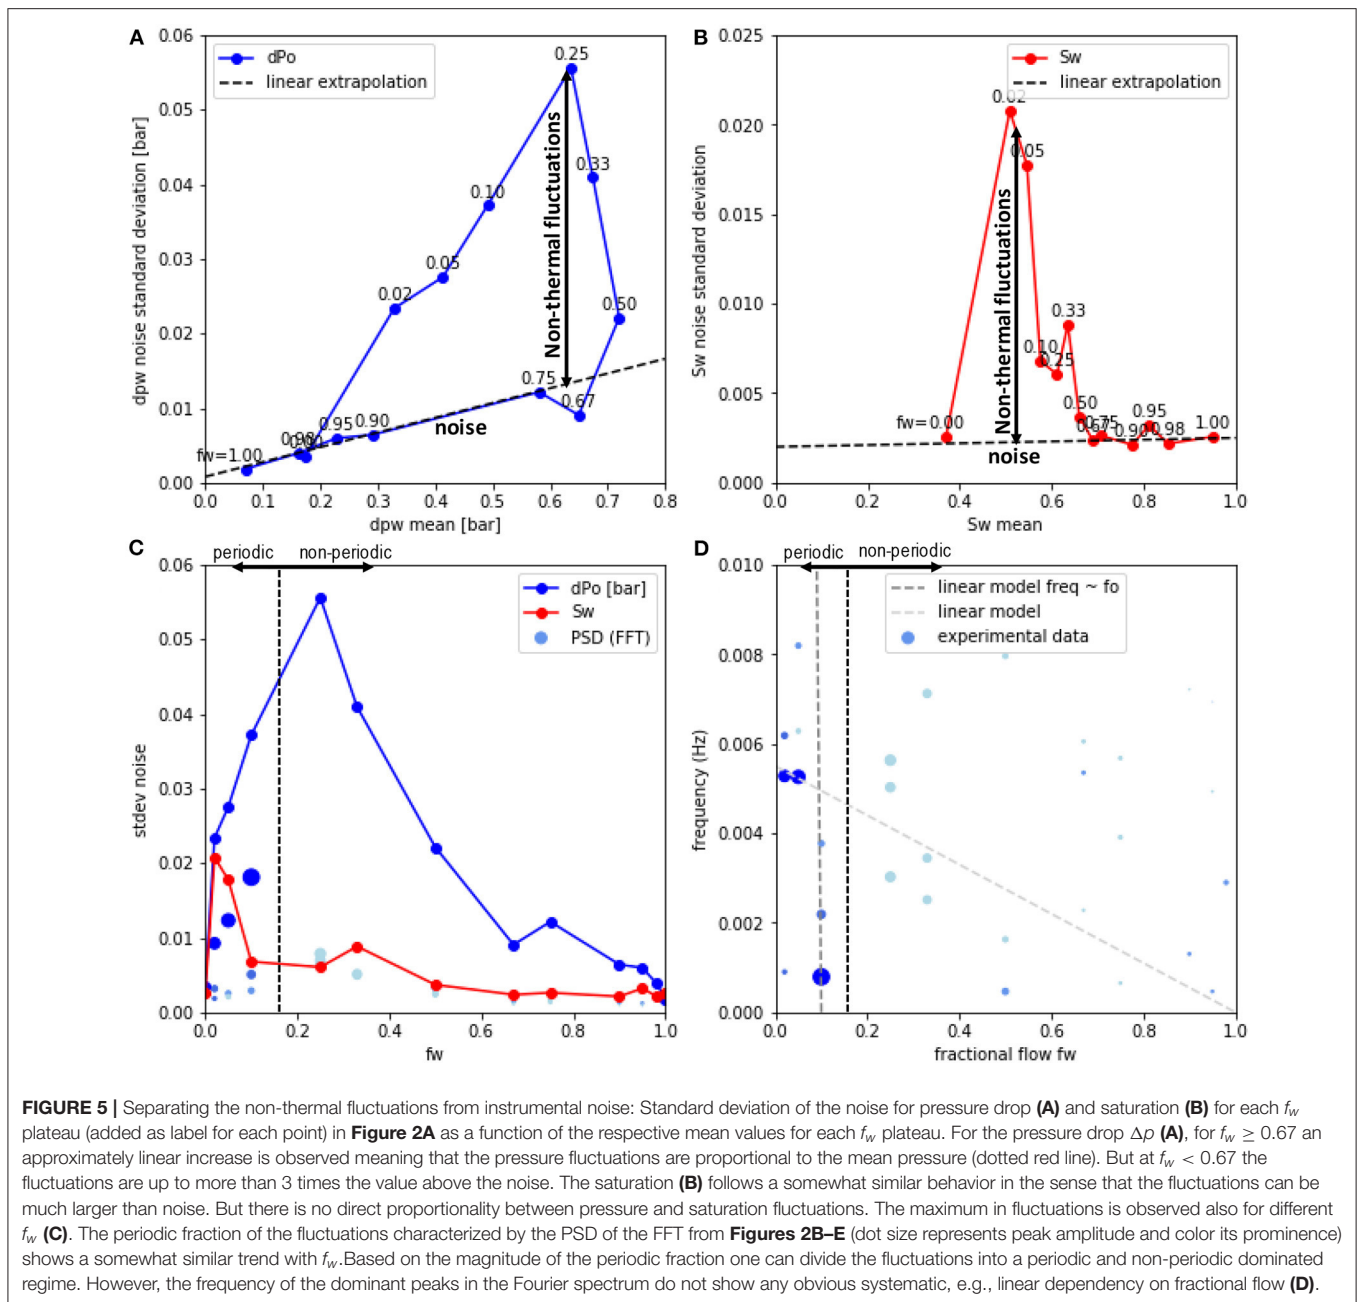 A
0.06
0.05
0.04
0.03
0.02
0.01
0.00
dpw noise standard deviation [bar]
dPo
linear extrapolation
0.25
0.33
0.10
0.05
0.02
0.50
0.75
0.67
0.95
0.90
0.98
fw=1.00
Non-thermal fluctuations
noise
0.0 0.1 0.2 0.3 0.4 0.5 0.6 0.7 0.8
dpw mean [bar]
B
0.025
0.020
0.015
0.010
0.005
0.000
Sw noise standard deviation
Sw
linear extrapolation
0.02
0.05
0.33
0.10
0.25
0.50
0.67
0.75
0.95
0.90
0.98
1.00
fw=0.00
Non-thermal fluctuations
noise
0.0 0.2 0.4 0.6 0.8 1.0
Sw mean
C
periodic non-periodic
0.06
0.05
0.04
0.03
0.02
0.01
0.00
stdev noise
dPo [bar]
Sw
PSD (FFT)
0.0 0.2 0.4 0.6 0.8 1.0
fw
D
periodic non-periodic
0.010
0.008
0.006
0.004
0.002
0.000
frequency (Hz)
linear model freq ~ fo
linear model
experimental data
0.0 0.2 0.4 0.6 0.8 1.0
fractional flow fw
FIGURE 5 | Separating the non-thermal fluctuations from instrumental noise: Standard deviation of the noise for pressure drop (A) and saturation (B) for each fw
plateau (added as label for each point) in Figure 2A as a function of the respective mean values for each fw plateau. For the pressure drop Δp (A), for fw ≥ 0.67 an
approximately linear increase is observed meaning that the pressure fluctuations are proportional to the mean pressure (dotted red line). But at fw < 0.67 the
fluctuations are up to more than 3 times the value above the noise. The saturation (B) follows a somewhat similar behavior in the sense that the fluctuations can be
much larger than noise. But there is no direct proportionality between pressure and saturation fluctuations. The maximum in fluctuations is observed also for different
fw (C). The periodic fraction of the fluctuations characterized by the PSD of the FFT from Figures 2B–E (dot size represents peak amplitude and color its prominence)
shows a somewhat similar trend with fw.Based on the magnitude of the periodic fraction one can divide the fluctuations into a periodic and non-periodic dominated
regime. However, the frequency of the dominant peaks in the Fourier spectrum do not show any obvious systematic, e.g., linear dependency on fractional flow (D).